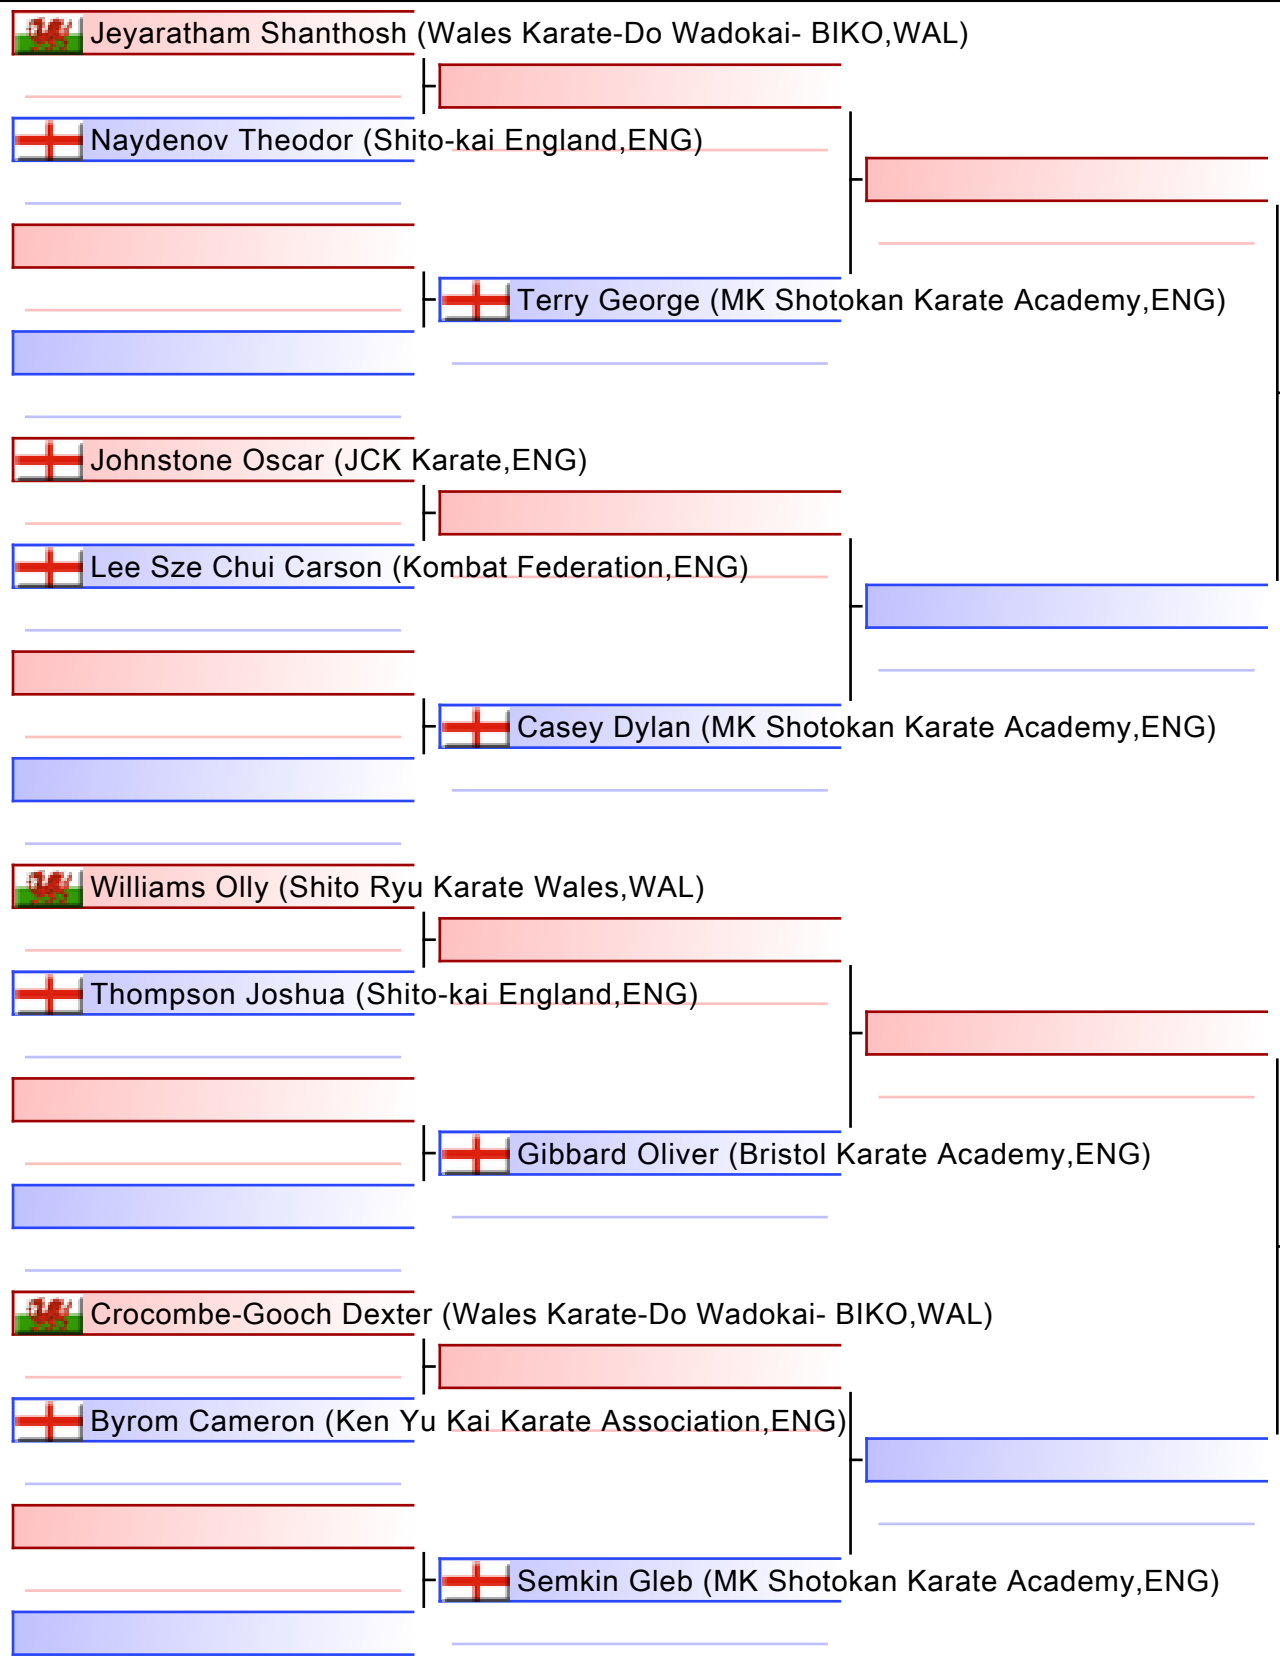 Jeyaratham Shanthosh (Wales Karate-Do Wadokai- BIKO,WAL)
Naydenov Theodor (Shito-kai England,ENG)
Terry George (MK Shotokan Karate Academy,ENG)
Johnstone Oscar (JCK Karate,ENG)
Lee Sze Chui Carson (Kombat Federation,ENG)
Casey Dylan (MK Shotokan Karate Academy,ENG)
Williams Olly (Shito Ryu Karate Wales,WAL)
Thompson Joshua (Shito-kai England,ENG)
Gibbard Oliver (Bristol Karate Academy,ENG)
Crocombe-Gooch Dexter (Wales Karate-Do Wadokai- BIKO,WAL)
Byrom Cameron (Ken Yu Kai Karate Association,ENG)
Semkin Gleb (MK Shotokan Karate Academy,ENG)